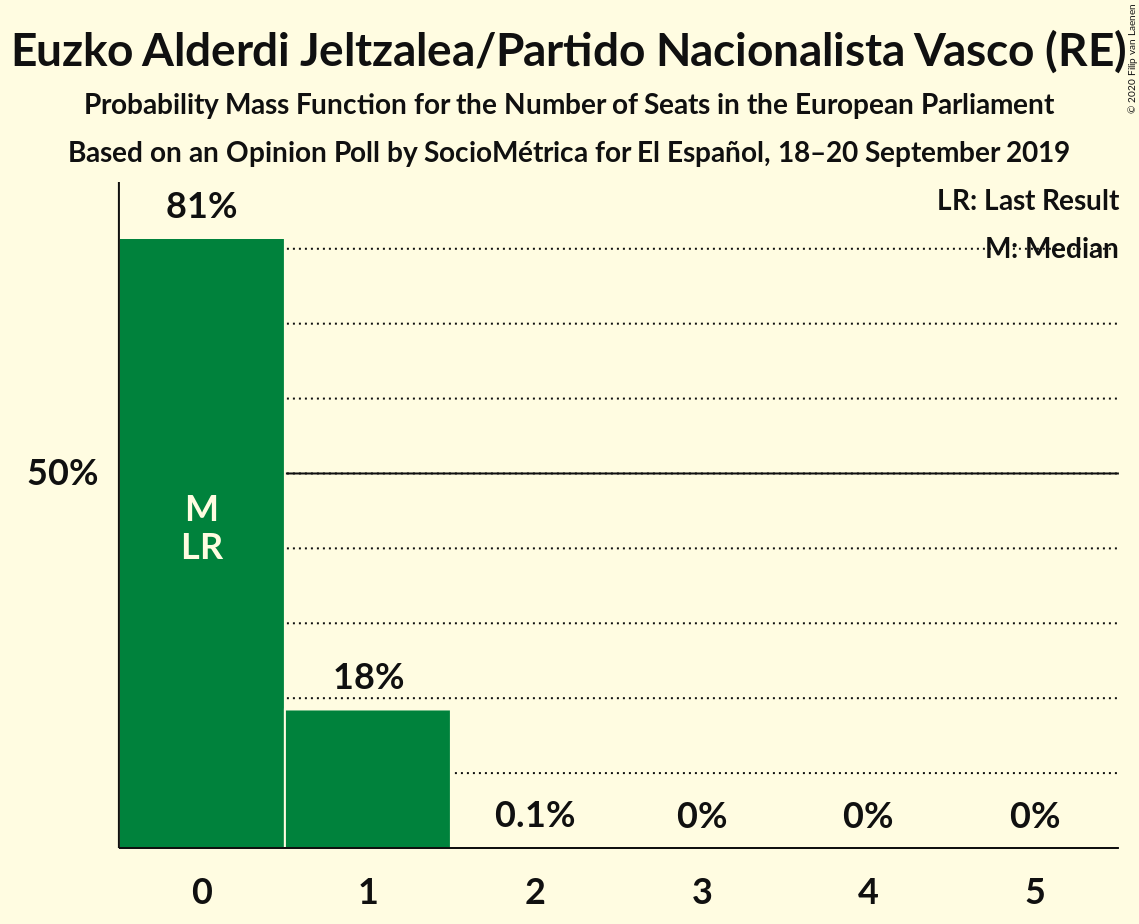 Euzko Alderdi Jeltzalea/Partido Nacionalista Vasco (RE)
© 2020 Filip van Laenen
Probability Mass Function for the Number of Seats in the European Parliament
Based on an Opinion Poll by SocioMétrica for El Español, 18–20 September 2019
LR: Last Result
M: Median
81%
50%
M
LR
18%
0.1%
0%
0%
0%
0
1
2
3
4
5